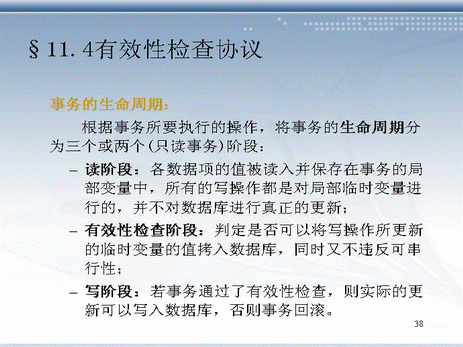 §11.4有效性检查协议
事务的生命周期:
根据事务所要执行的操作，将事务的生命周期分
为三个或两个(只读事务)阶段：
– 读阶段：各数据项的值被读入并保存在事务的局
部变量中，所有的写操作都是对局部临时变量进
行的，并不对数据库进行真正的更新；
– 有效性检查阶段：判定是否可以将写操作所更新
的临时变量的值拷入数据库，同时又不违反可串
行性；
– 写阶段：若事务通过了有效性检查，则实际的更
新可以写入数据库，否则事务回滚。
38